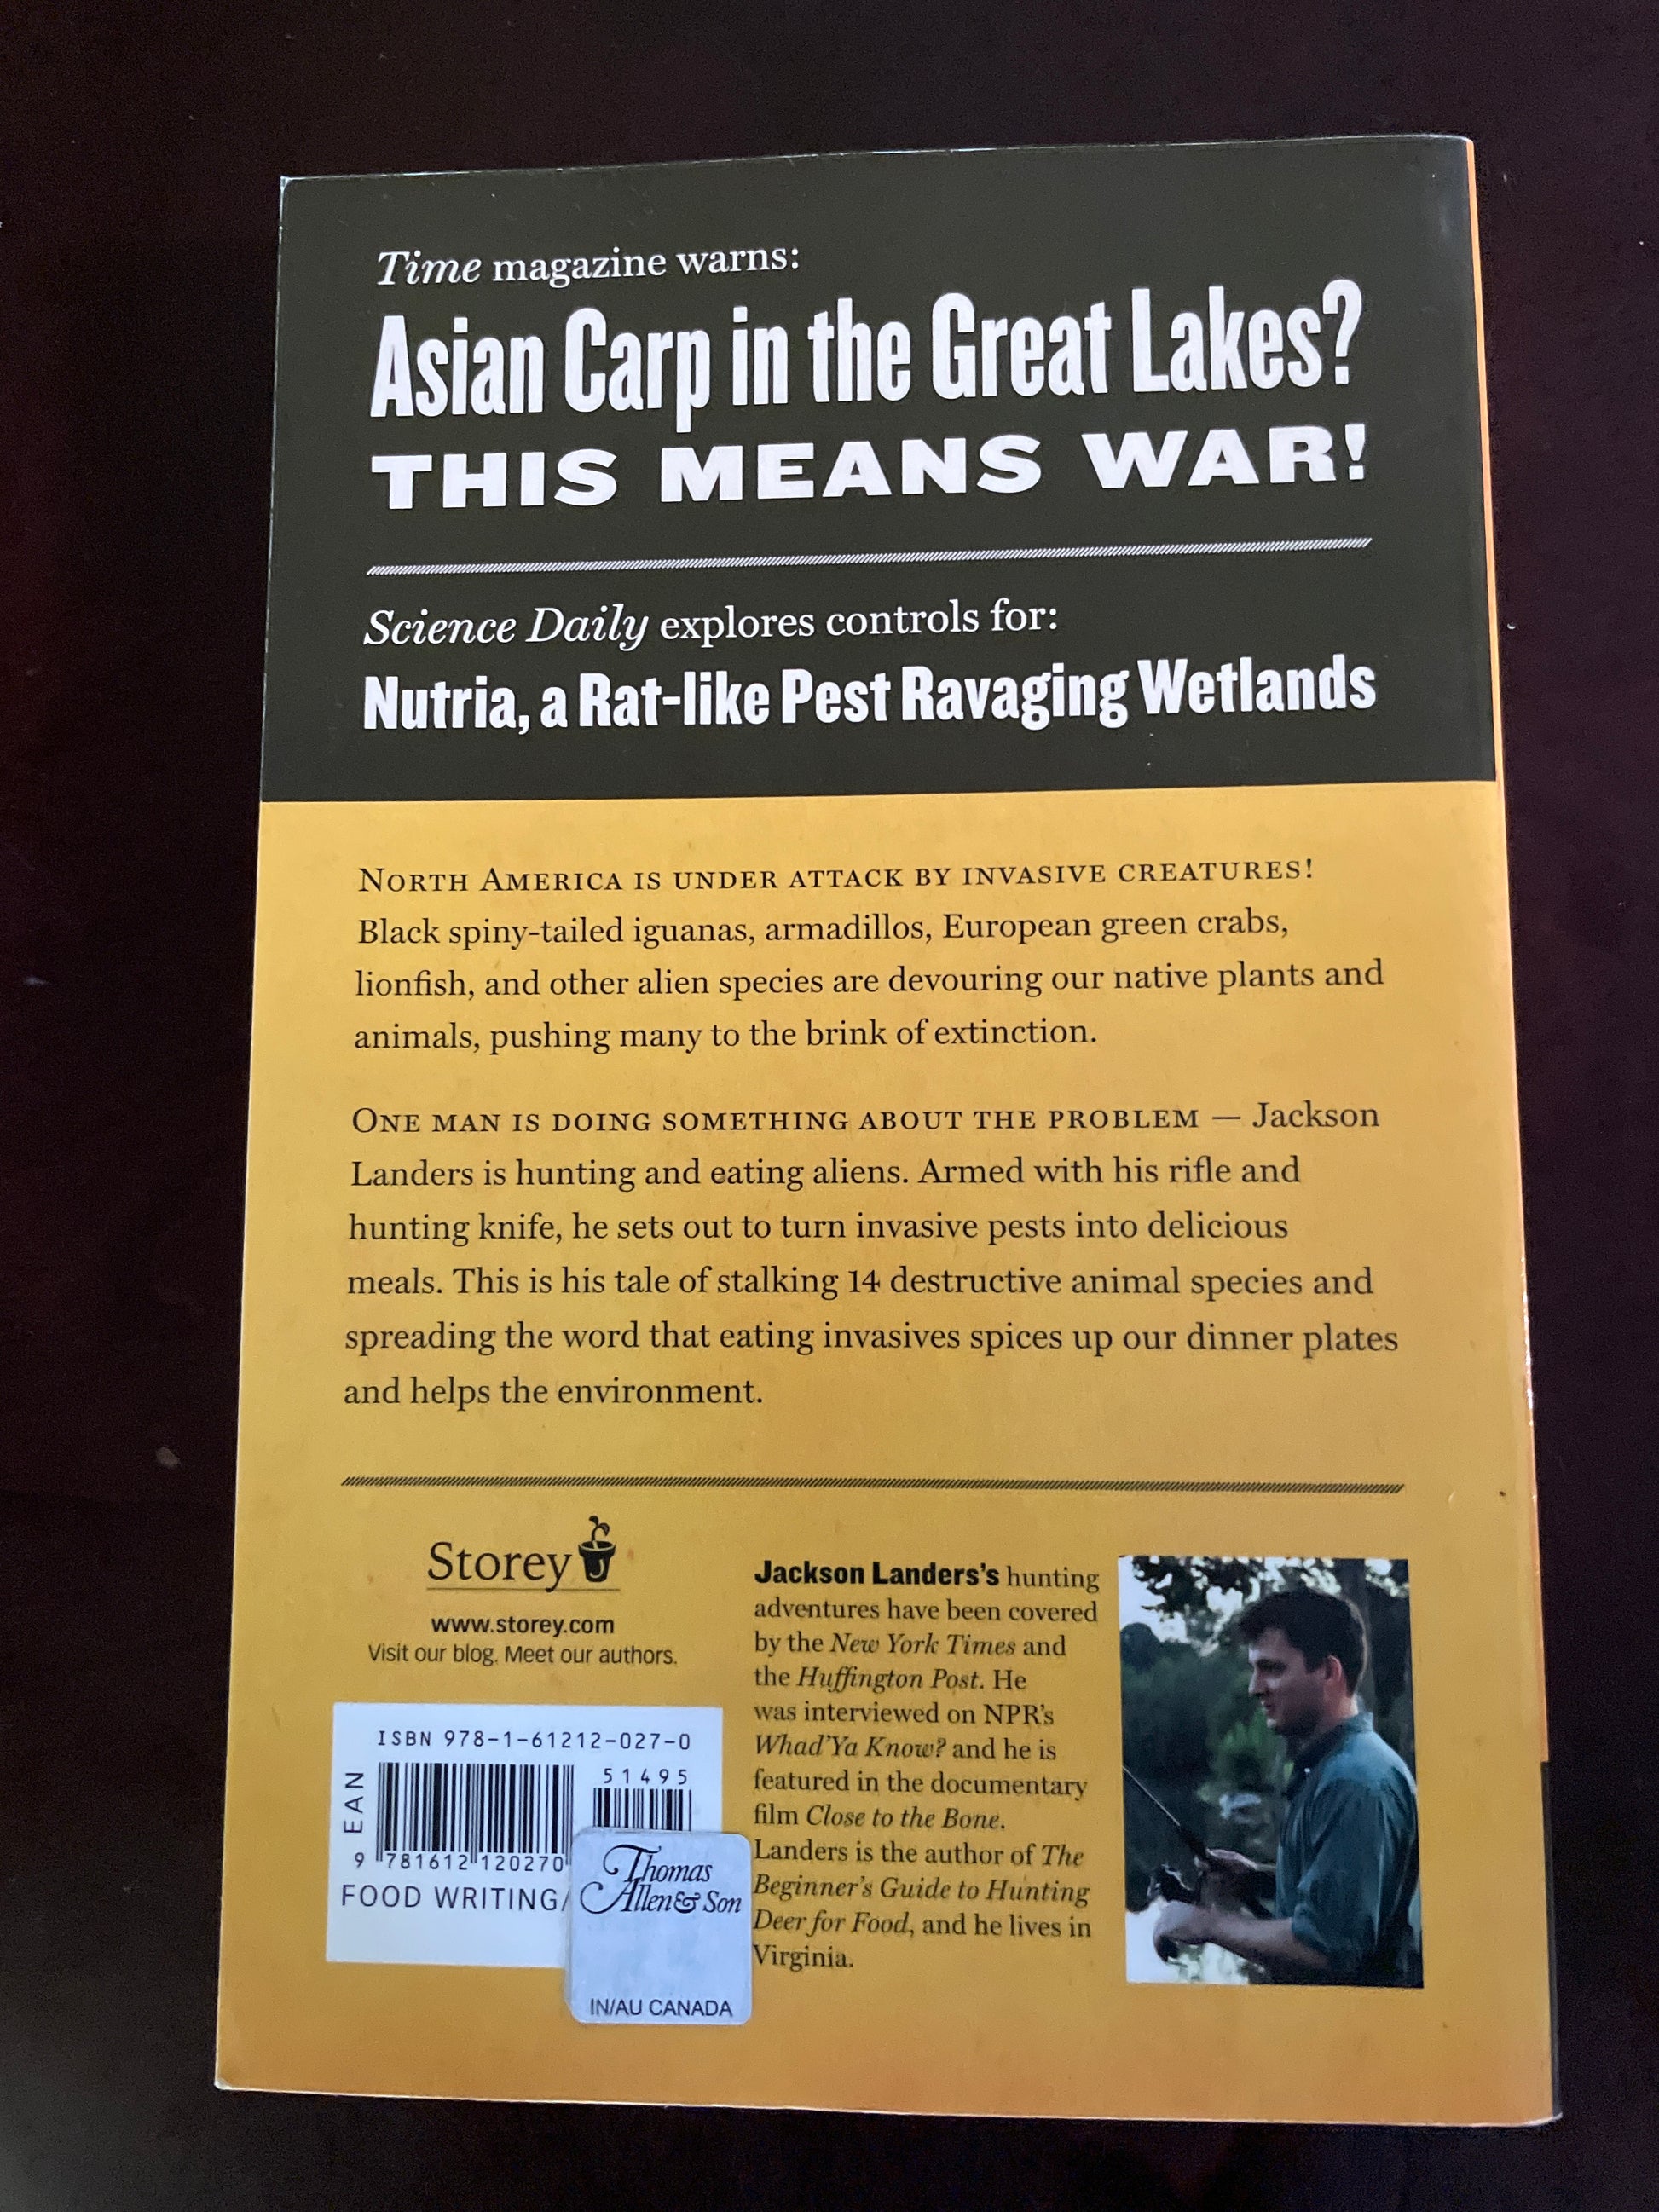 Time magazine warns:
Asian Carp in the Great Lakes?
THIS MEANS WAR!
Science Daily explores controls for:
Nutria, a Rat-like Pest Ravaging Wetlands
NORTH AMERICA IS UNDER ATTACK BY INVASIVE CREATURES!
Black spiny-tailed iguanas, armadillos, European green crabs,
lionfish, and other alien species are devouring our native plants and
animals, pushing many to the brink of extinction.
ONE MAN IS DOING SOMETHING ABOUT THE PROBLEM — Jackson
Landers is hunting and eating aliens. Armed with his rifle and
hunting knife, he sets out to turn invasive pests into delicious
meals. This is his tale of stalking 14 destructive animal species and
spreading the word that eating invasives spices up our dinner plates
and helps the environment.
Storey
www.storey.com
Visit our blog. Meet our authors.
ISBN 978-1-61212-027-0
51495
EAN
9 781612 120270
FOOD WRITING/
Thomas
Allen & Son
IN/AU CANADA
Jackson Landers's hunting
adventures have been covered
by the New York Times and
the Huffington Post. He
was interviewed on NPR's
Whad'Ya Know? and he is
featured in the documentary
film Close to the Bone.
Landers is the author of The
Beginner's Guide to Hunting
Deer for Food, and he lives in
Virginia.